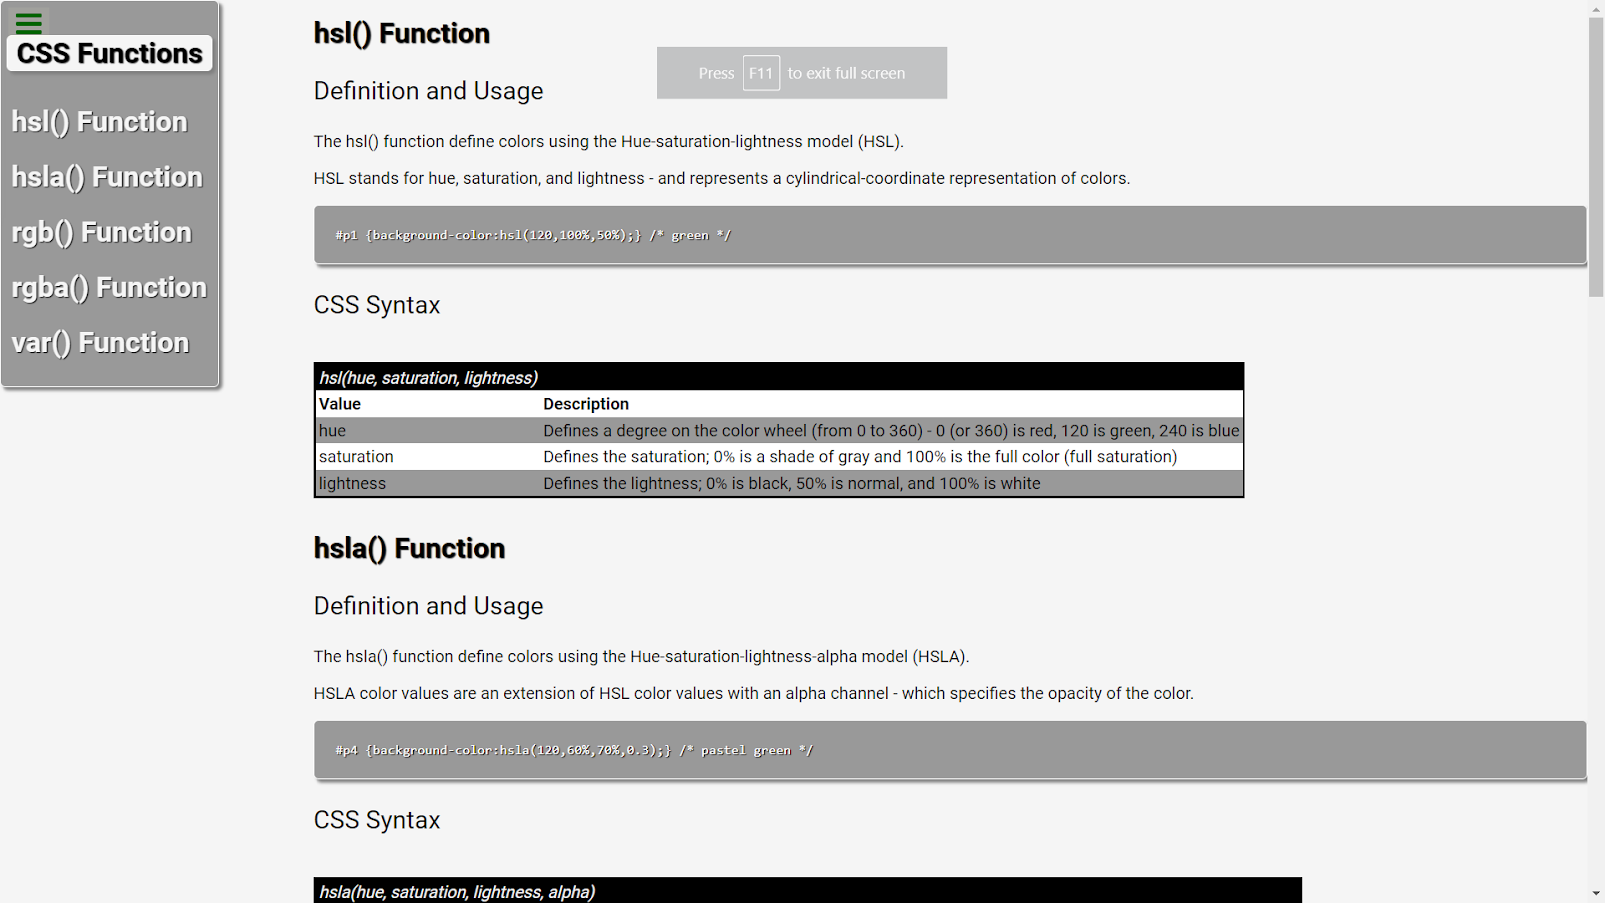 CSS Functions
hsl() Function
hsla() Function
rgb() Function
rgba() Function
var() Function
hsl() Function
Press F11 to exit full screen
Definition and Usage
The hsl() function define colors using the Hue-saturation-lightness model (HSL).
HSL stands for hue, saturation, and lightness - and represents a cylindrical-coordinate representation of colors.
#p1 {background-color:hsl(120,100%,50%);} /* green */
CSS Syntax
hsl(hue, saturation, lightness)
Value Description
hue Defines a degree on the color wheel (from 0 to 360) - 0 (or 360) is red, 120 is green, 240 is blue
saturation Defines the saturation; 0% is a shade of gray and 100% is the full color (full saturation)
lightness Defines the lightness; 0% is black, 50% is normal, and 100% is white
hsla() Function
Definition and Usage
The hsla() function define colors using the Hue-saturation-lightness-alpha model (HSLA).
HSLA color values are an extension of HSL color values with an alpha channel - which specifies the opacity of the color.
#p4 {background-color:hsla(120,60%,70%,0.3);} /* pastel green */
CSS Syntax
hsla(hue, saturation, lightness, alpha)